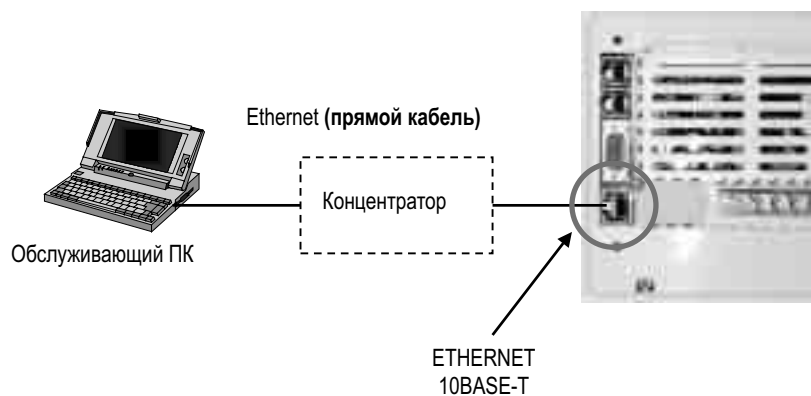 Ethernet (прямой кабель)
Концентратор
Обслуживающий ПК
ETHERNET
10BASE-T